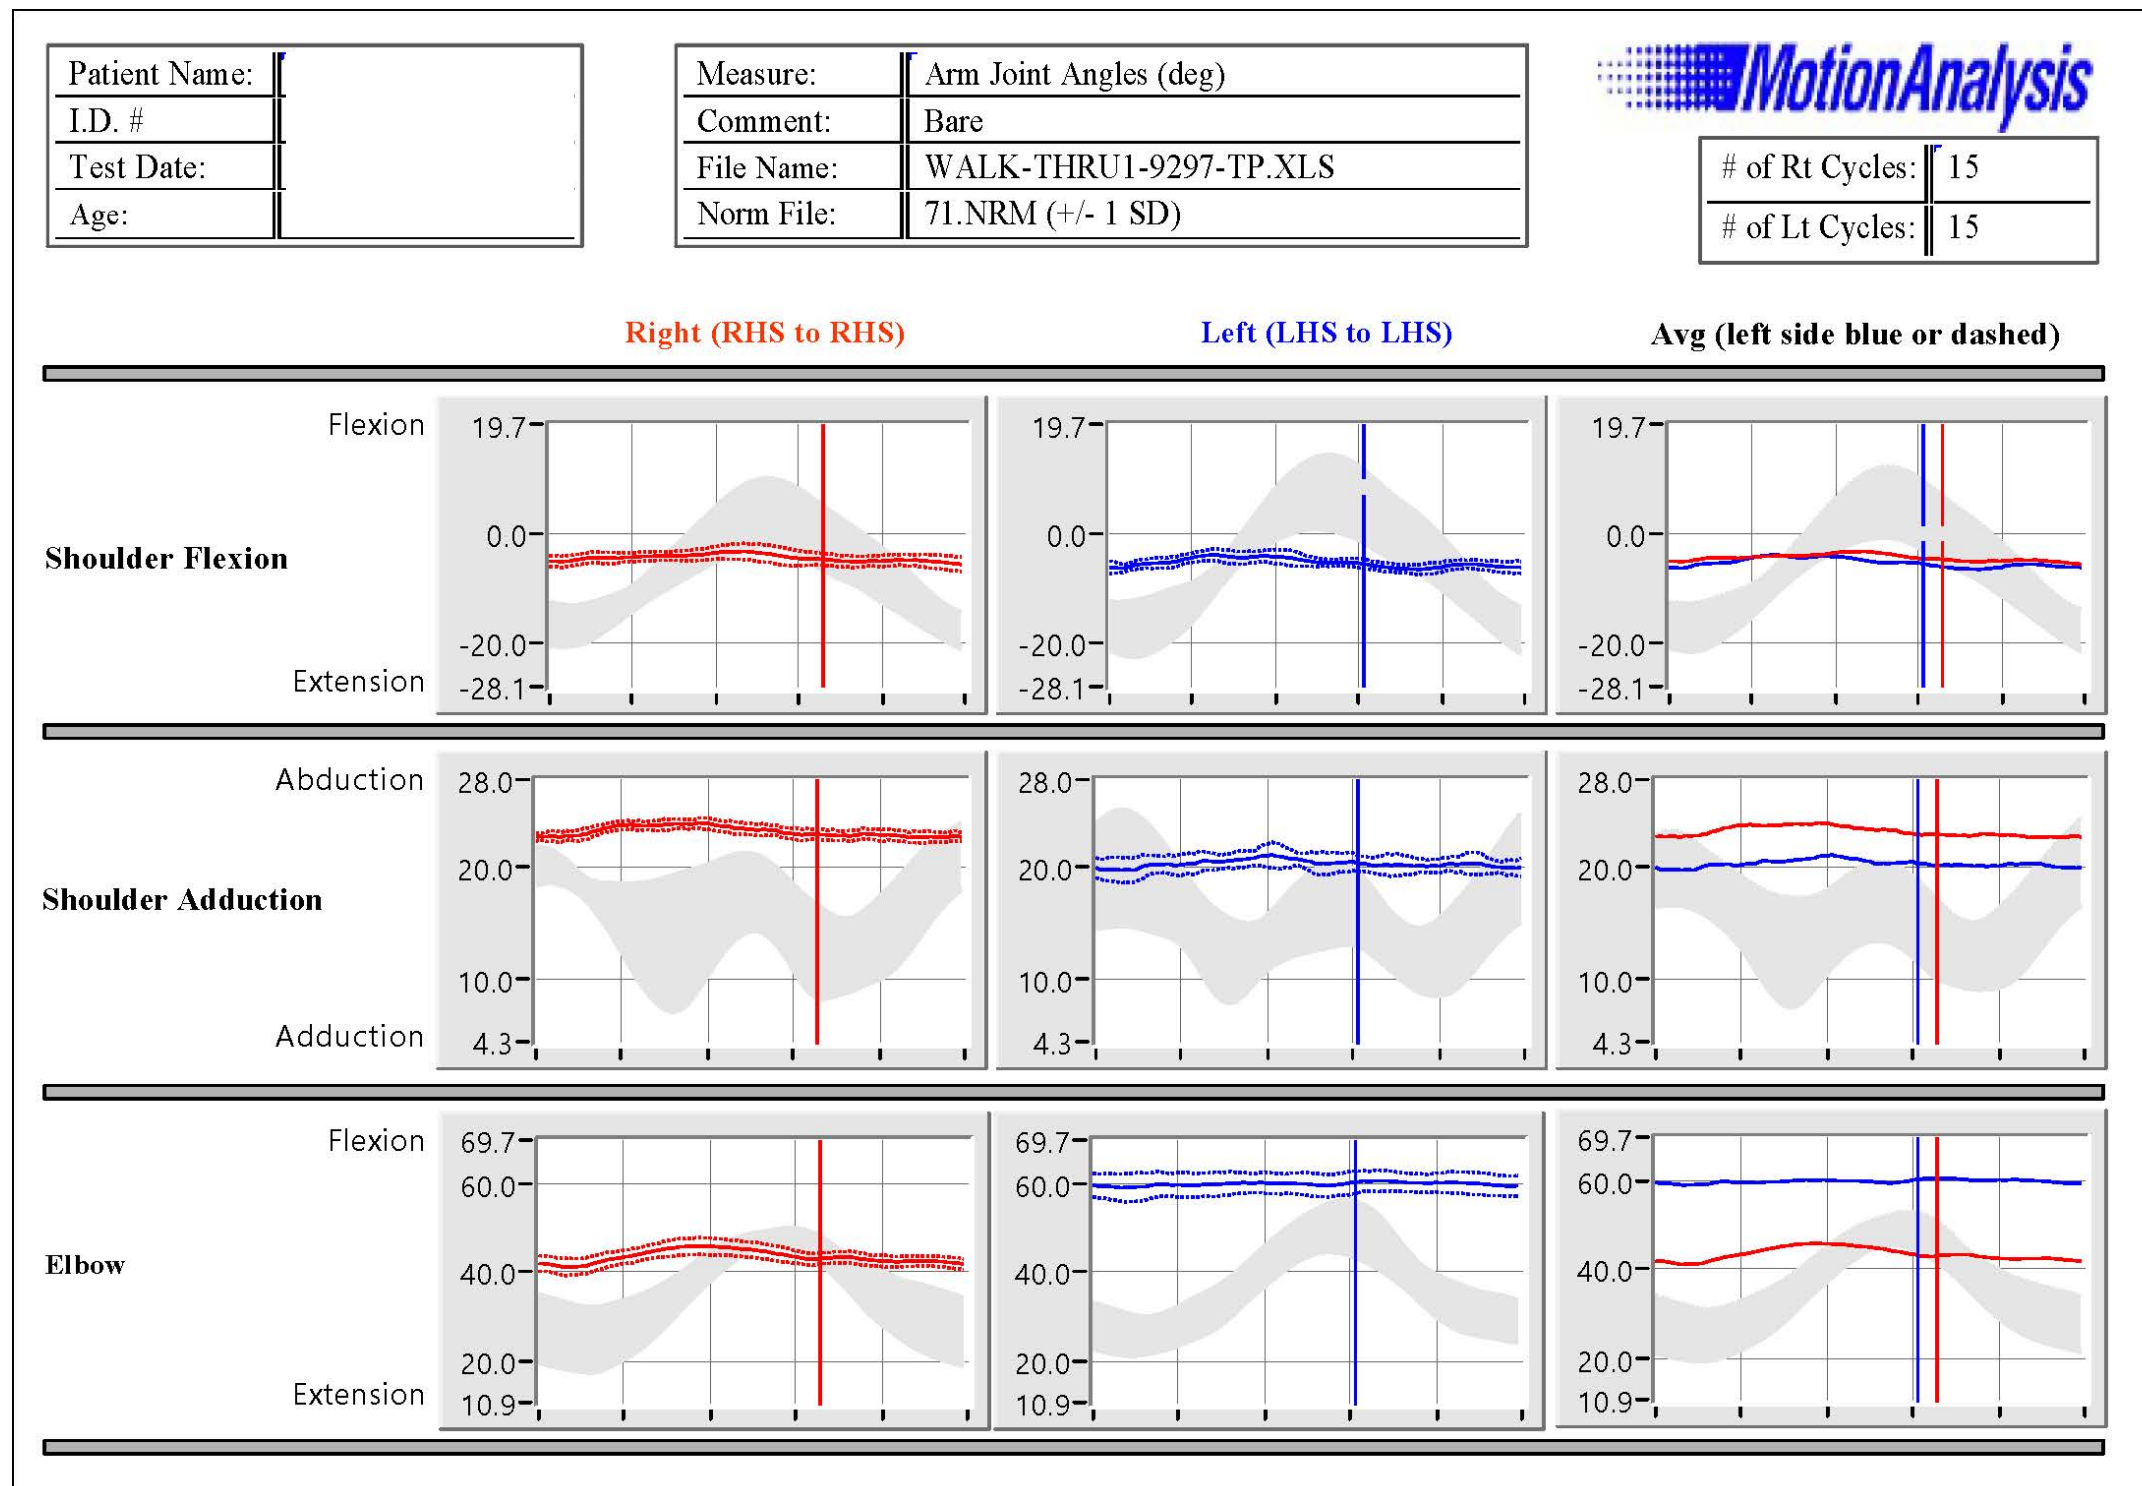 Patient Name:
I.D. #
Test Date:
Age:
Measure: Arm Joint Angles (deg)
Comment: Bare
File Name: WALK-THRU1-9297-TP.XLS
Norm File: 71.NRM (+/- 1 SD)
MotionAnalysis
# of Rt Cycles: 15
# of Lt Cycles: 15
Right (RHS to RHS)
Left (LHS to LHS)
Avg (left side blue or dashed)
Flexion
Shoulder Flexion
Extension
19.7
0.0
-20.0
-28.1
19.7
0.0
-20.0
-28.1
19.7
0.0
-20.0
-28.1
Abduction
Shoulder Adduction
Adduction
28.0
20.0
10.0
4.3
28.0
20.0
10.0
4.3
28.0
20.0
10.0
4.3
Flexion
Elbow
Extension
69.7
60.0
40.0
20.0
10.9
69.7
60.0
40.0
20.0
10.9
69.7
60.0
40.0
20.0
10.9